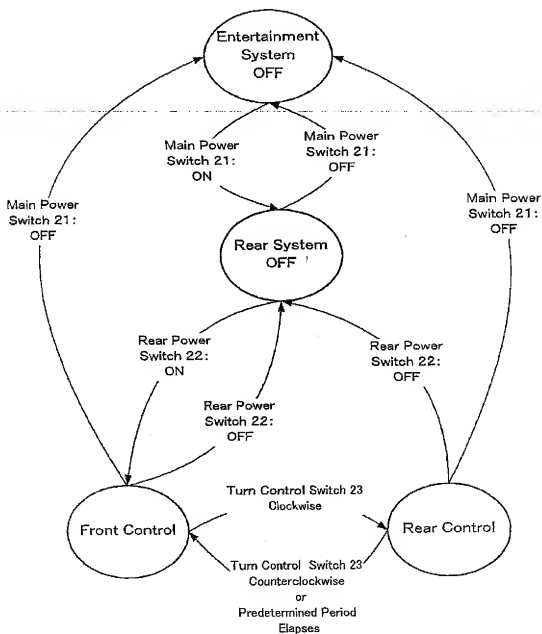 Entertainment
System
OFF
Main Power
Switch 21:
ON
Main Power
Switch 21:
OFF
Main Power
Switch 21:
OFF
Main Power
Switch 21:
OFF
Rear System
OFF
Rear Power
Switch 22:
ON
Rear Power
Switch 22:
OFF
Rear Power
Switch 22:
OFF
Front Control
Turn Control Switch 23
Clockwise
Rear Control
Turn Control Switch 23
Counterclockwise
or
Predetermined Period
Elapses